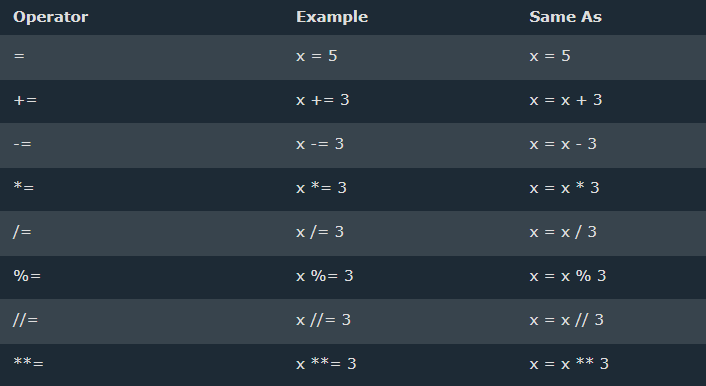 Operator Example Same As
= x = 5 x = 5
+= x += 3 x = x + 3
-= x -= 3 x = x - 3
*= x *= 3 x = x * 3
/= x /= 3 x = x / 3
%= x %= 3 x = x % 3
//= x //= 3 x = x // 3
**= x **= 3 x = x ** 3